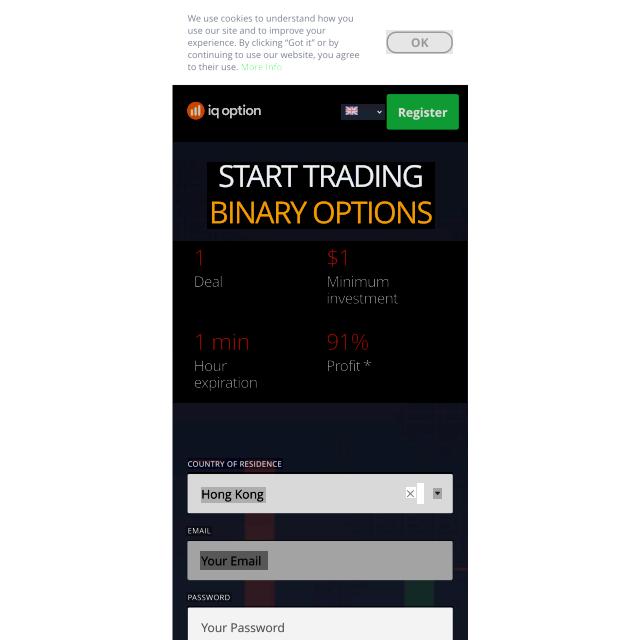 We use cookies to understand how you
use our site and to improve your
experience. By clicking “Got it” or by
continuing to use our website, you agree
to their use. More Info
OK
iq option
Register
START TRADING
BINARY OPTIONS
1
Deal
$1
Minimum
investment
1 min
Hour
expiration
91%
Profit *
COUNTRY OF RESIDENCE
Hong Kong
EMAIL
Your Email
PASSWORD
Your Password